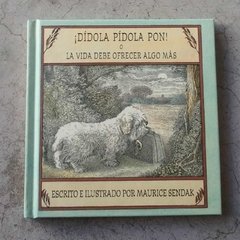 ¡DÍDOLA PÍDOLA PON!
o
LA VIDA DEBE OFRECER ALGO MÁS
ESCRITO E ILUSTRADO POR MAURICE SENDAK